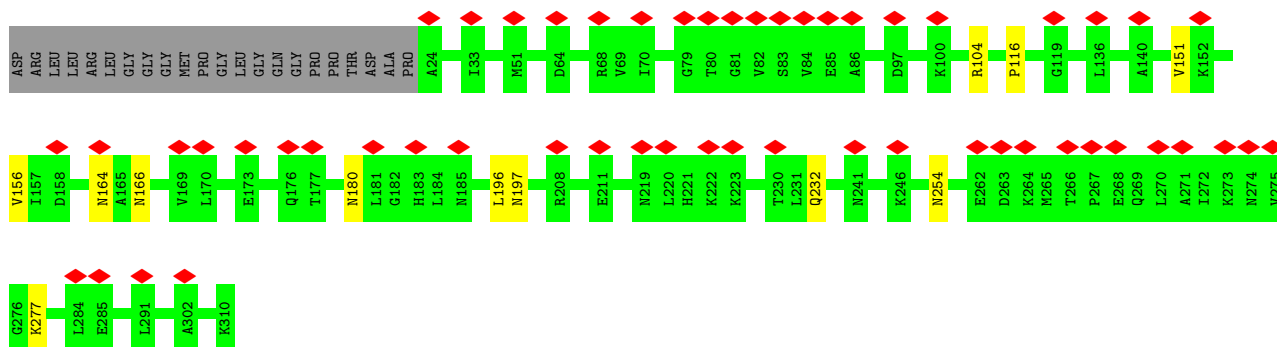 ASP ARG LEU LEU ARG LEU GLY GLY GLY MET PRO GLY LEU GLY GLN GLY PRO PRO THR ASP ALA PRO A24 I33 M51 D64 R68 V69 I70 G79 T80 G81 V82 S83 V84 E85 A86 D97 K100 R104 P116 G119 L136 A140 V151 K152
V156 I157 D158 N164 A165 N166 V169 L170 E173 Q176 T177 N180 L181 G182 H183 L184 N185 L196 N197 R208 E211 N219 L220 H221 K222 K223 T230 L231 Q232 N241 K246 N254 E262 D263 K264 M265 T266 P267 E268 Q269 L270 A271 I272 K273 N274 V275
G276 K277 L284 E285 L291 A302 K310